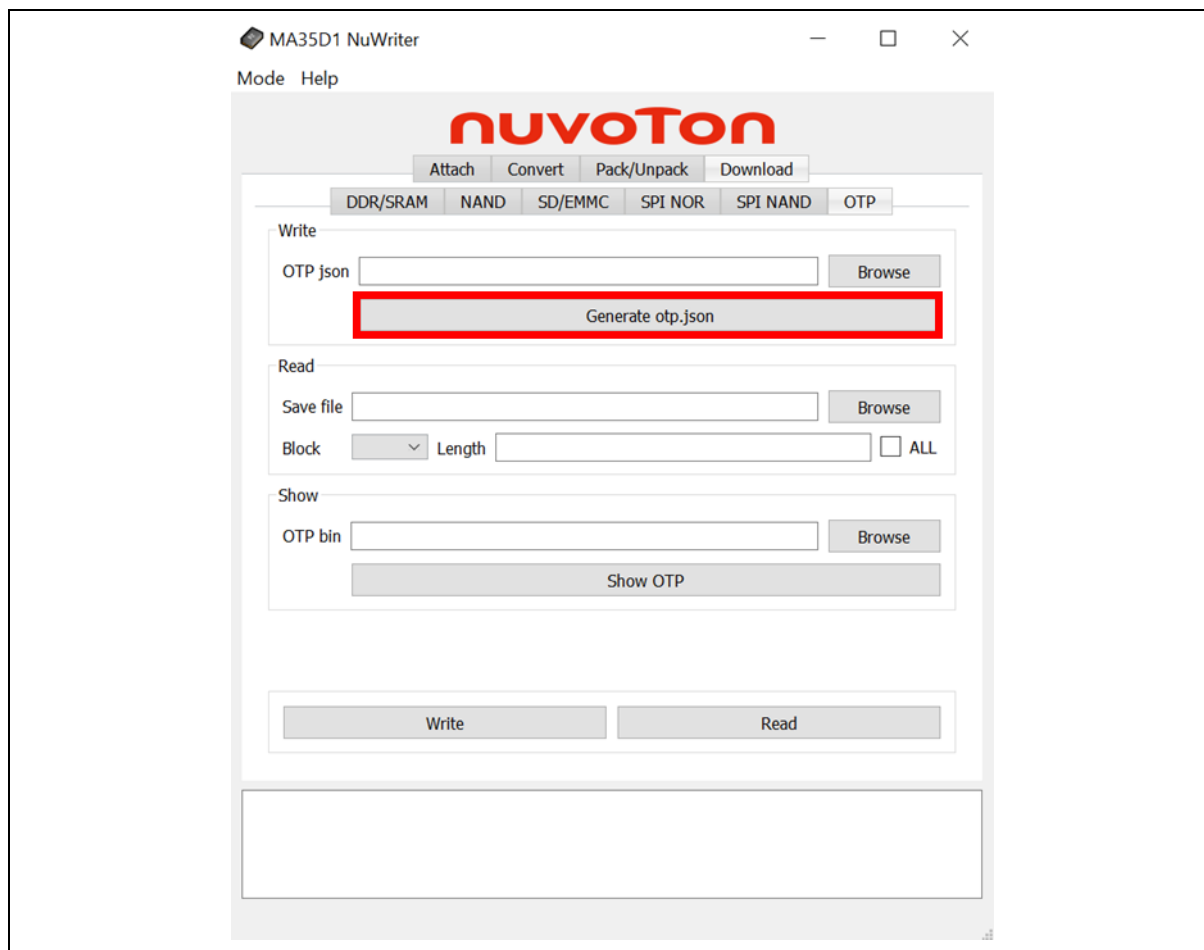 MA35D1 NuWriter
Mode Help
nuvoTon
Attach Convert Pack/Unpack Download
DDR/SRAM NAND SD/EMMC SPI NOR SPI NAND OTP
Write
OTP json Browse
Generate otp.json
Read
Save file Browse
Block Length ALL
Show
OTP bin Browse
Show OTP
Write Read